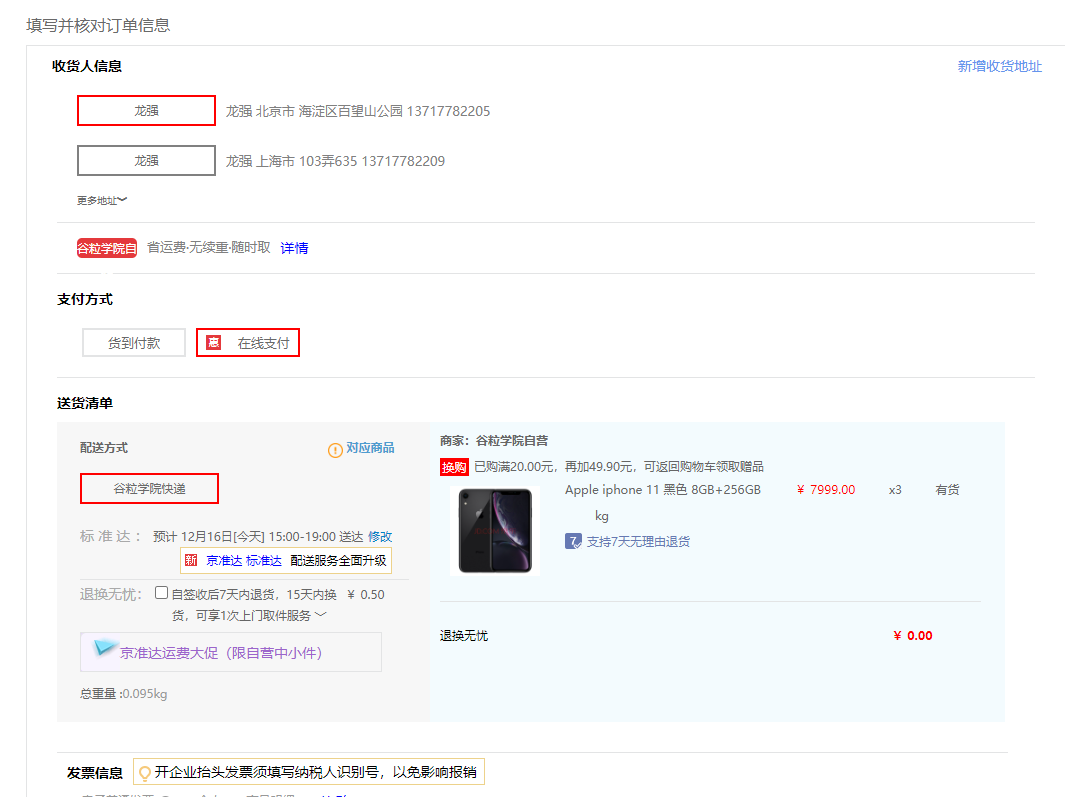 填写并核对订单信息
收货人信息
新增收货地址
龙强 龙强 北京市 海淀区百望山公园 13717782205
龙强 龙强 上海市 103弄635 13717782209
更多地址
谷粒学院自 省运费·无续重·随时取 详情
支付方式
货到付款 惠 在线支付
送货清单
配送方式 对应商品
谷粒学院快递
标 准 达： 预计 12月16日[今天] 15:00-19:00 送达 修改
新 京准达 标准达 配送服务全面升级
退换无忧： 自签收后7天内退货，15天内换 ￥ 0.50
货，可享1次上门取件服务
京准达运费大促（限自营中小件）
总重量 :0.095kg
商家：谷粒学院自营
换购 已购满20.00元，再加49.90元，可返回购物车领取赠品
Apple iphone 11 黑色 8GB+256GB ￥ 7999.00 x3 有货
kg
7 支持7天无理由退货
退换无忧 ￥ 0.00
发票信息 开企业抬头发票须填写纳税人识别号，以免影响报销